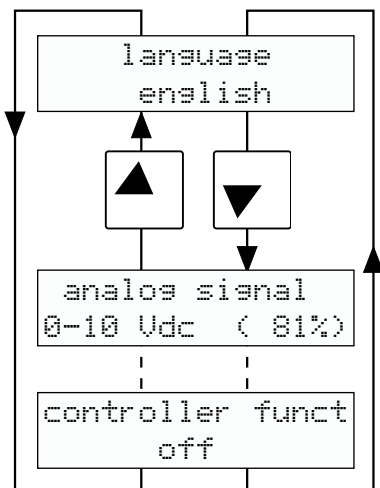 language
english
analog signal
0-10 Vdc ( 81%)
controller funct
off